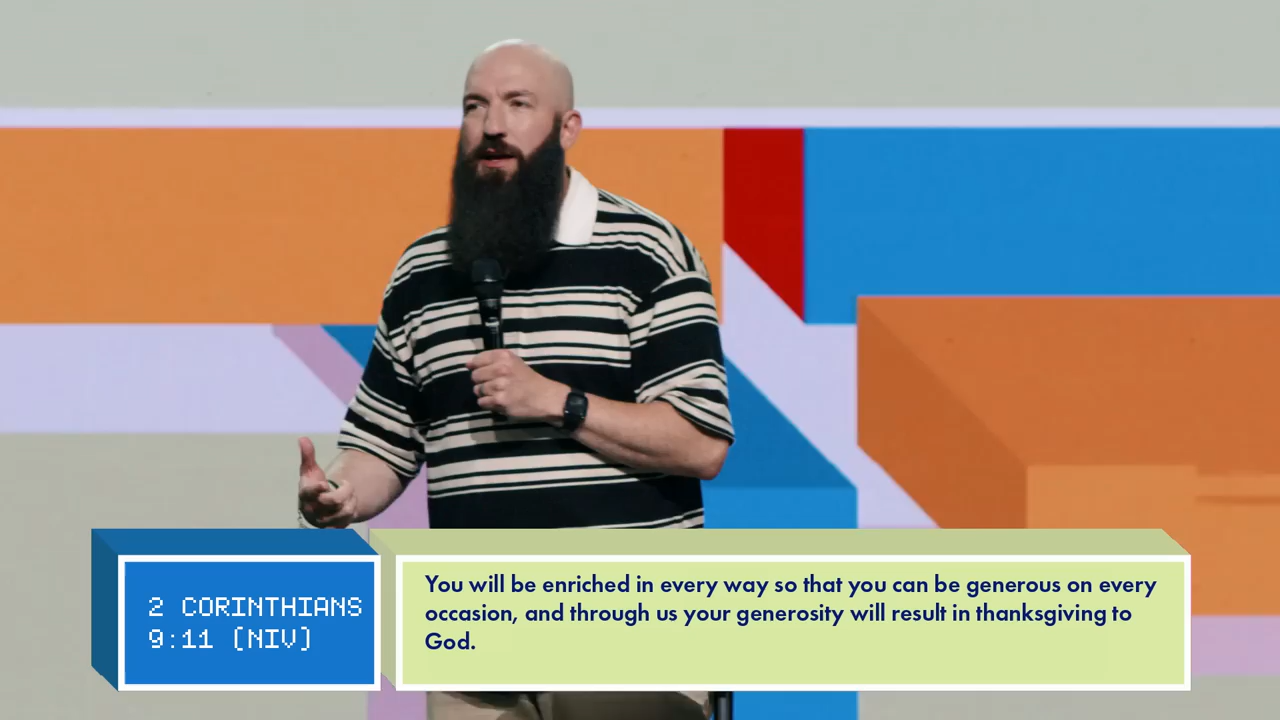 2 CORINTHIANS
9:11 [NIV]
You will be enriched in every way so that you can be generous on every
occasion, and through us your generosity will result in thanksgiving to
God.